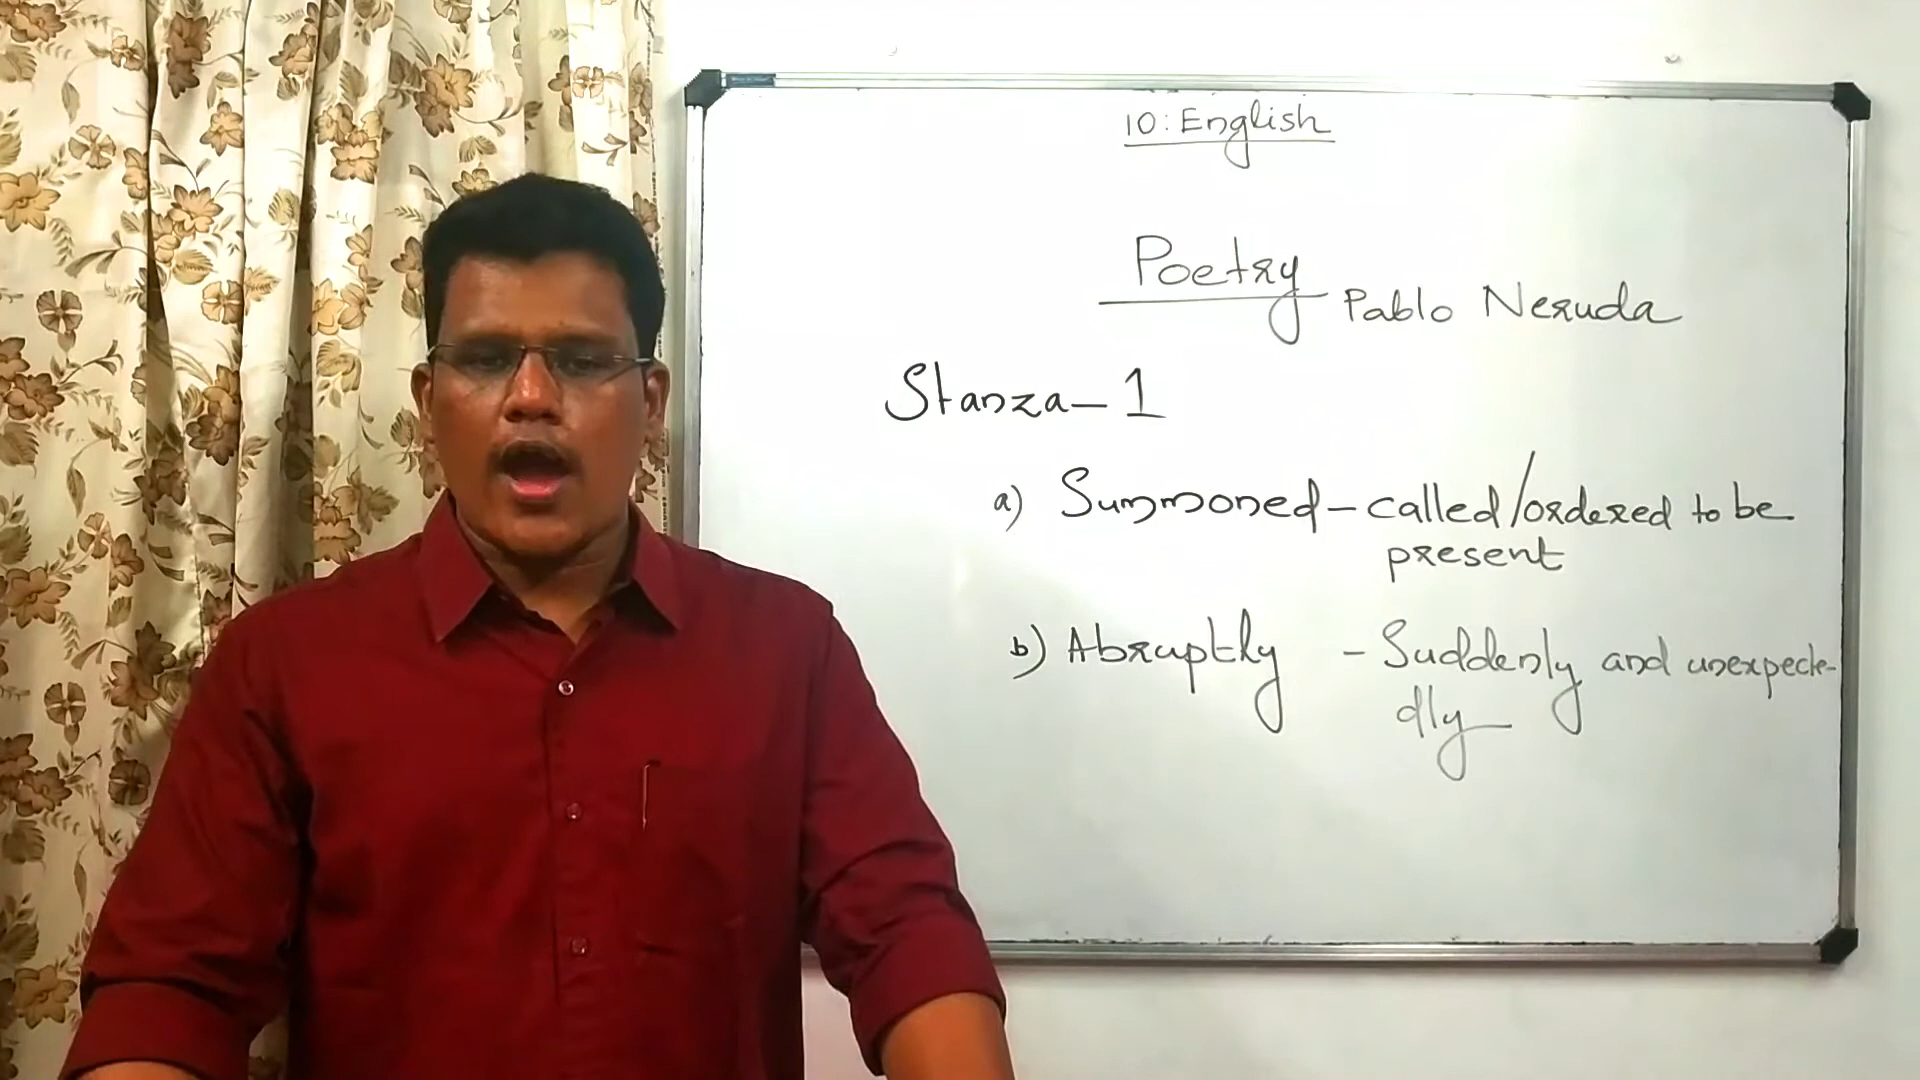 10: English
Poetry
Pablo Neruda
Stanza - 1
a) Summoned - called/ordered to be
present
b) Abruptly - Suddenly and unexpecte-
dly